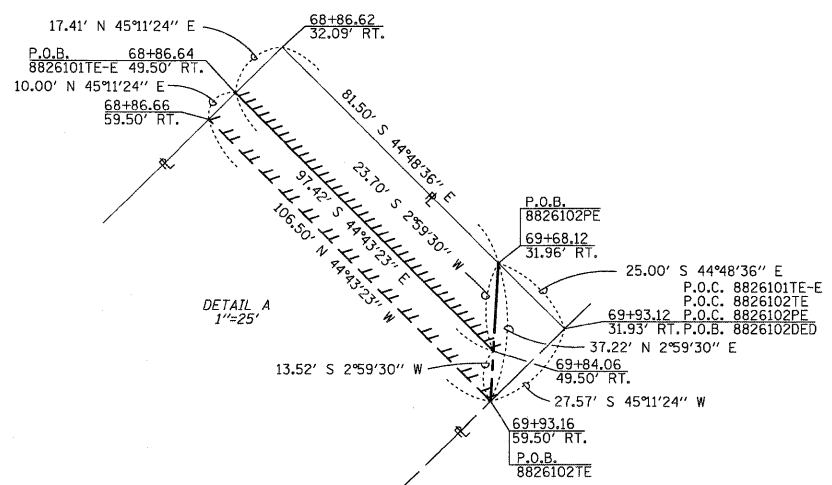 17.41' N 45°11'24" E
68+86.62
32.09' RT.
P.O.B. 68+86.64
8826101TE-E 49.50' RT.
10.00' N 45°11'24" E
68+86.66
59.50' RT.
81.50' S 44°48'36" E
23.70' S 2°59'30" W
97.42' S 44°43'23" E
106.50' N 44°43'23" W
P.O.B.
8826102PE
69+68.12
31.96' RT.
25.00' S 44°48'36" E
P.O.C. 8826101TE-E
P.O.C. 8826102TE
69+93.12 P.O.C. 8826102PE
31.93' RT. P.O.B. 8826102DED
DETAIL A
1"=25'
37.22' N 2°59'30" E
13.52' S 2°59'30" W
69+84.06
49.50' RT.
27.57' S 45°11'24" W
69+93.16
59.50' RT.
P.O.B.
8826102TE